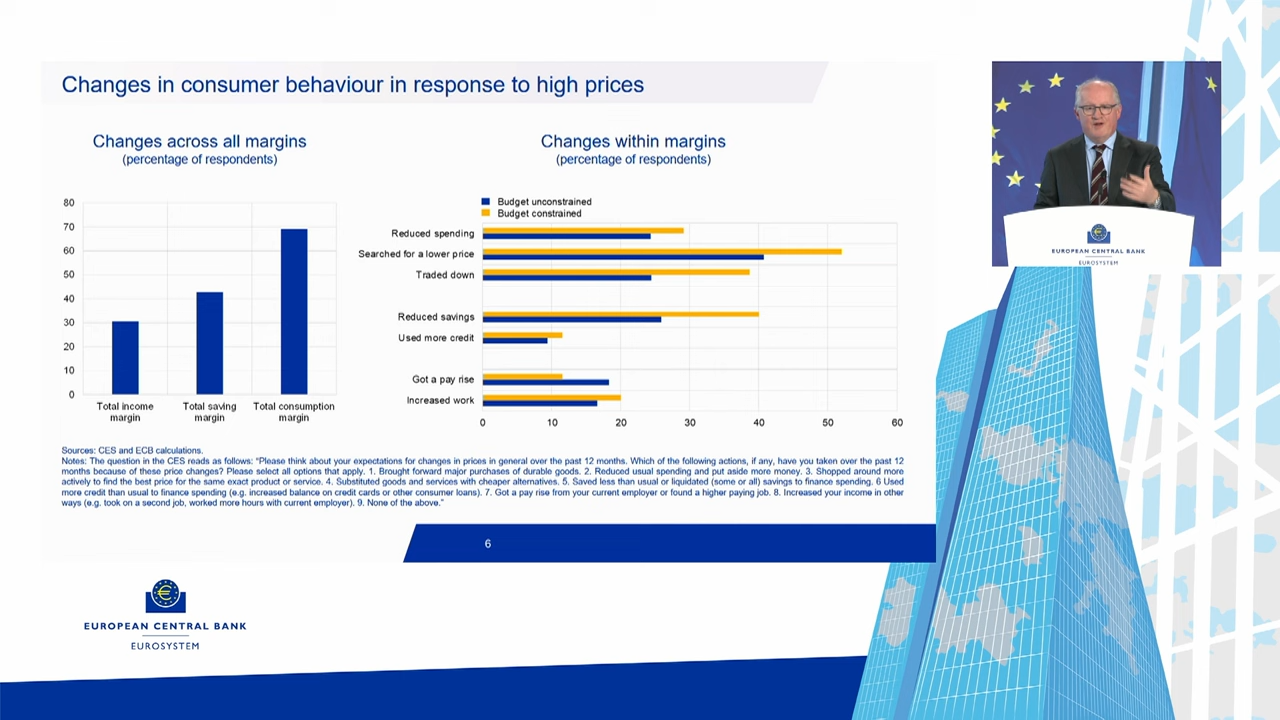 Changes in consumer behaviour in response to high prices
Changes across all margins
(percentage of respondents)
80
70
60
50
40
30
20
10
0
Total income
margin
Total saving
margin
Total consumption
margin
Changes within margins
(percentage of respondents)
Budget unconstrained
Budget constrained
Reduced spending
Searched for a lower price
Traded down
Reduced savings
Used more credit
Got a pay rise
Increased work
0 10 20 30 40 50 60
Sources: CES and ECB calculations.
Notes: The question in the CES reads as follows: “Please think about your expectations for changes in prices in general over the past 12 months. Which of the following actions, if any, have you taken over the past 12
months because of these price changes? Please select all options that apply. 1. Brought forward major purchases of durable goods. 2. Reduced usual spending and put aside more money. 3. Shopped around more
actively to find the best price for the same exact product or service. 4. Substituted goods and services with cheaper alternatives. 5. Saved less than usual or liquidated (some or all) savings to finance spending. 6 Used
more credit than usual to finance spending (e.g. increased balance on credit cards or other consumer loans). 7. Got a pay rise from your current employer or found a higher paying job. 8. Increased your income in other
ways (e.g. took on a second job, worked more hours with current employer). 9. None of the above.”
6
EUROPEAN CENTRAL BANK
EUROSYSTEM
EUROPEAN CENTRAL BANK
EUROSYSTEM